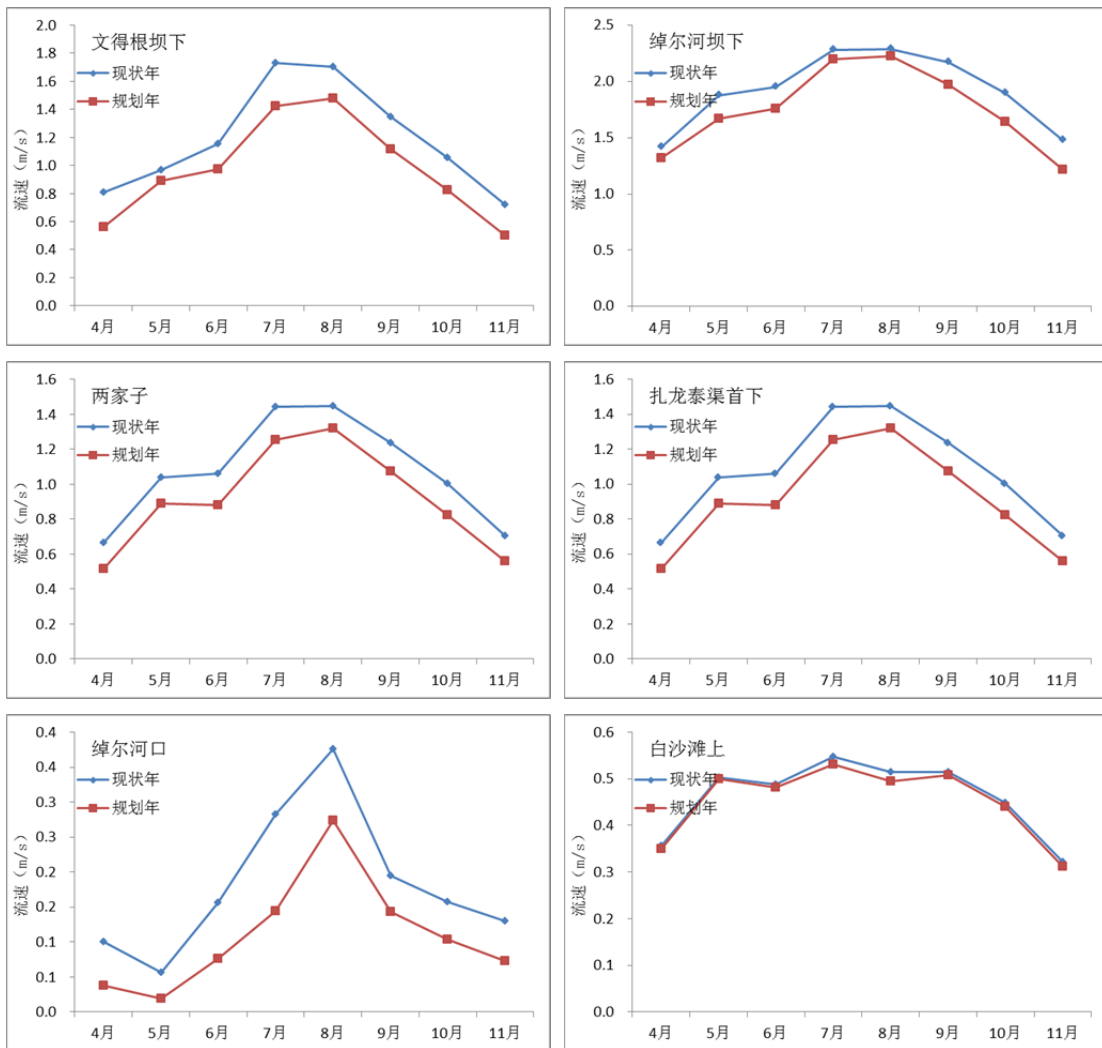 文得根坝下
现状年
规划年
流速（m/s）
2.0
1.8
1.6
1.4
1.2
1.0
0.8
0.6
0.4
0.2
0.0
4月 5月 6月 7月 8月 9月 10月 11月
绰尔河坝下
现状年
规划年
流速（m/s）
2.5
2.0
1.5
1.0
0.5
0.0
4月 5月 6月 7月 8月 9月 10月 11月
两家子
现状年
规划年
流速（m/s）
1.6
1.4
1.2
1.0
0.8
0.6
0.4
0.2
0.0
4月 5月 6月 7月 8月 9月 10月 11月
扎龙泰渠首下
现状年
规划年
流速（m/s）
1.6
1.4
1.2
1.0
0.8
0.6
0.4
0.2
0.0
4月 5月 6月 7月 8月 9月 10月 11月
绰尔河口
现状年
规划年
流速（m/s）
0.4
0.4
0.3
0.3
0.2
0.2
0.1
0.1
0.0
4月 5月 6月 7月 8月 9月 10月 11月
白沙滩上
现状年
规划年
流速（m/s）
0.6
0.5
0.4
0.3
0.2
0.1
0.0
4月 5月 6月 7月 8月 9月 10月 11月